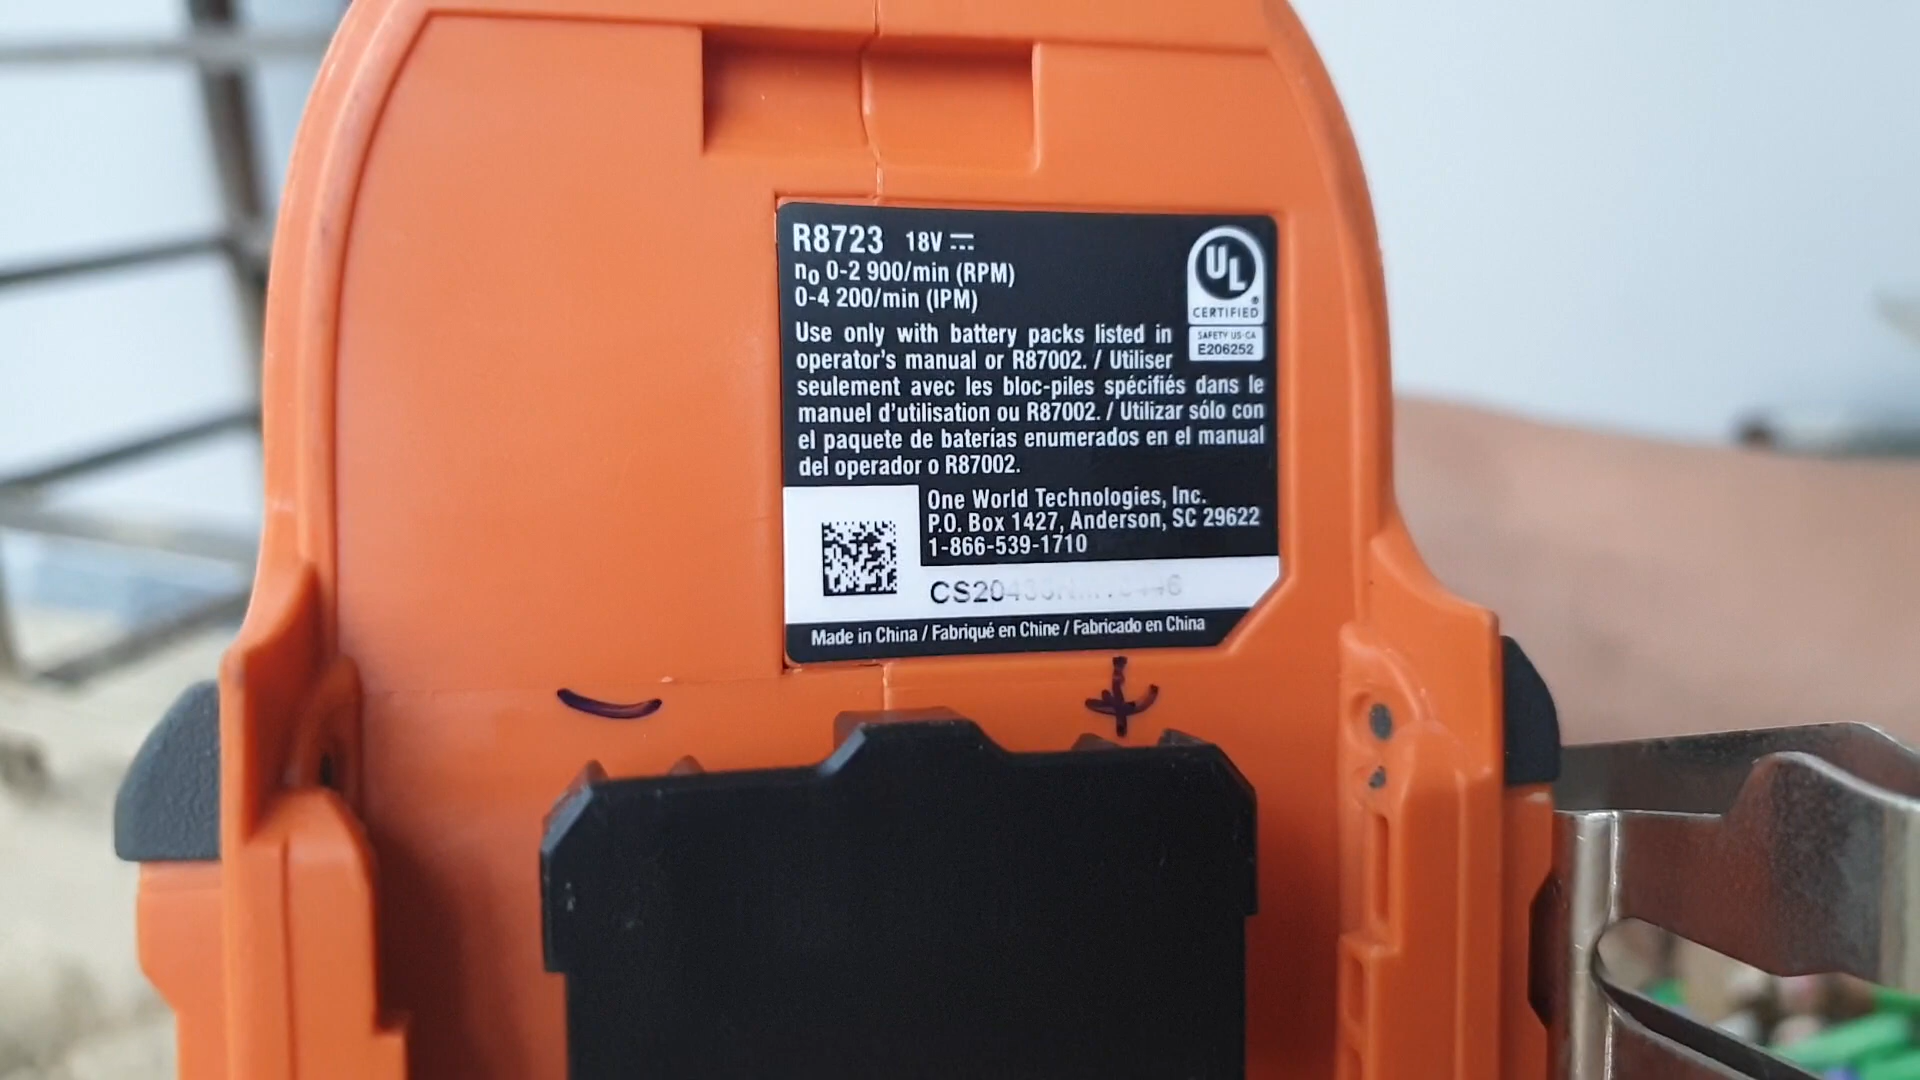 R8723 18V
n0 0-2 900/min (RPM)
0-4 200/min (IPM)
UL
®
CERTIFIED
SAFETY US-CA
E206252
Use only with battery packs listed in
operator's manual or R87002. / Utiliser
seulement avec les bloc-piles spécifiés dans le
manuel d'utilisation ou R87002. / Utilizar sólo con
el paquete de baterías enumerados en el manual
del operador o R87002.
One World Technologies, Inc.
P.O. Box 1427, Anderson, SC 29622
1-866-539-1710
Made in China / Fabriqué en Chine / Fabricado en China